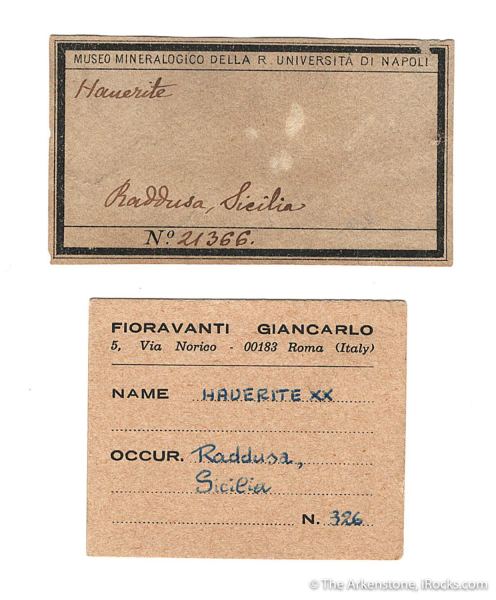 MUSEO MINERALOGICO DELLA R. UNIVERSITÀ DI NAPOLI
Hauerite
Raddusa, Sicilia
Nº 21366.
FIORAVANTI GIANCARLO
5, Via Norico - 00183 Roma (Italy)
NAME HAUERITE XX
OCCUR. Raddusa,
Sicilia
N. 326
© The Arkenstone, iRocks.com